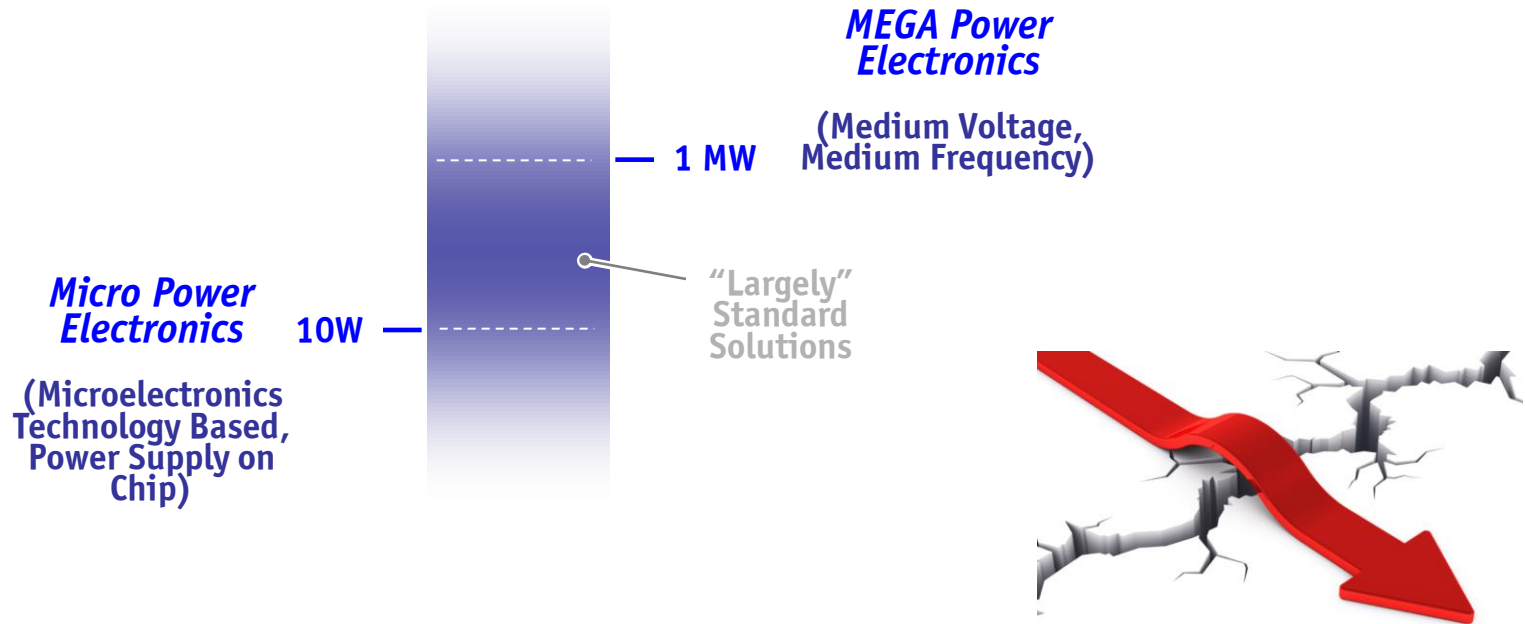 MEGA Power
Electronics
(Medium Voltage,
Medium Frequency)
1 MW
“Largely”
Standard
Solutions
Micro Power
Electronics
10W
(Microelectronics
Technology Based,
Power Supply on
Chip)